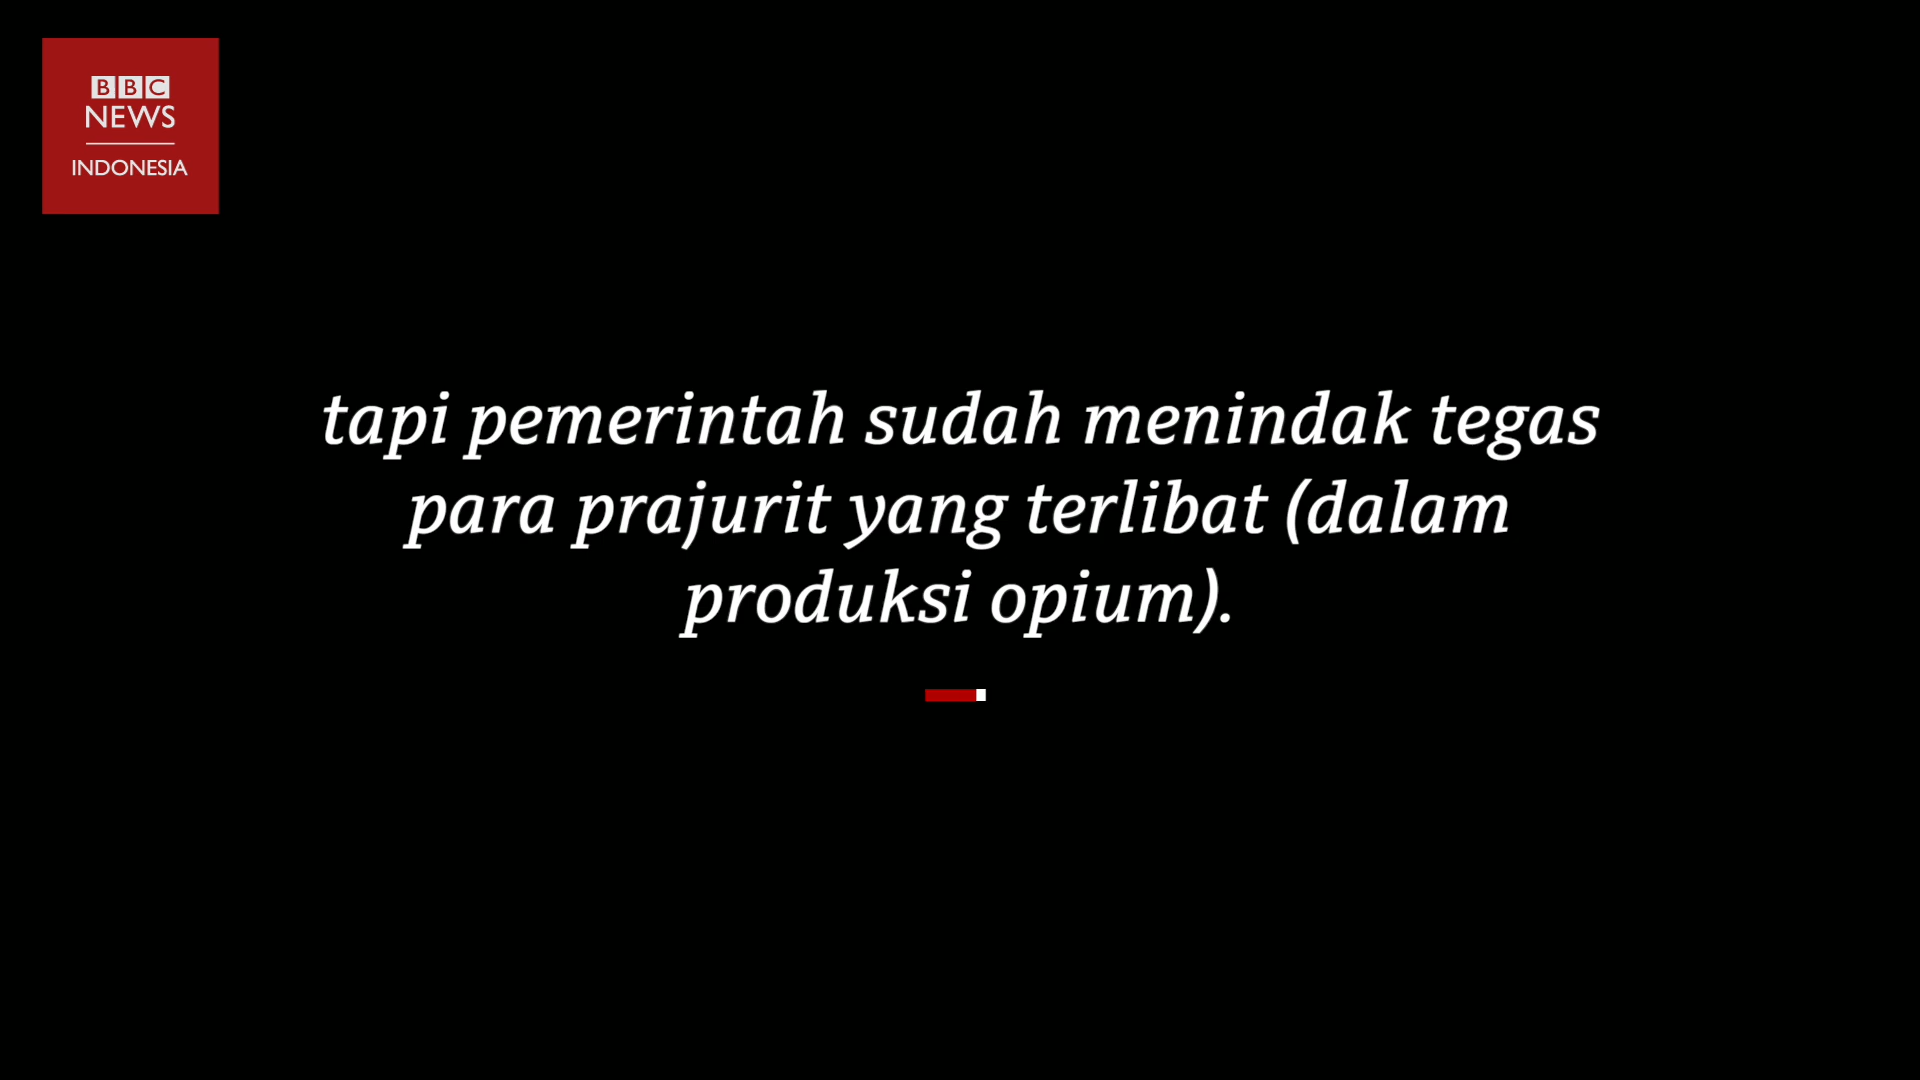 BBC
NEWS
INDONESIA
tapi pemerintah sudah menindak tegas
para prajurit yang terlibat (dalam
produksi opium).